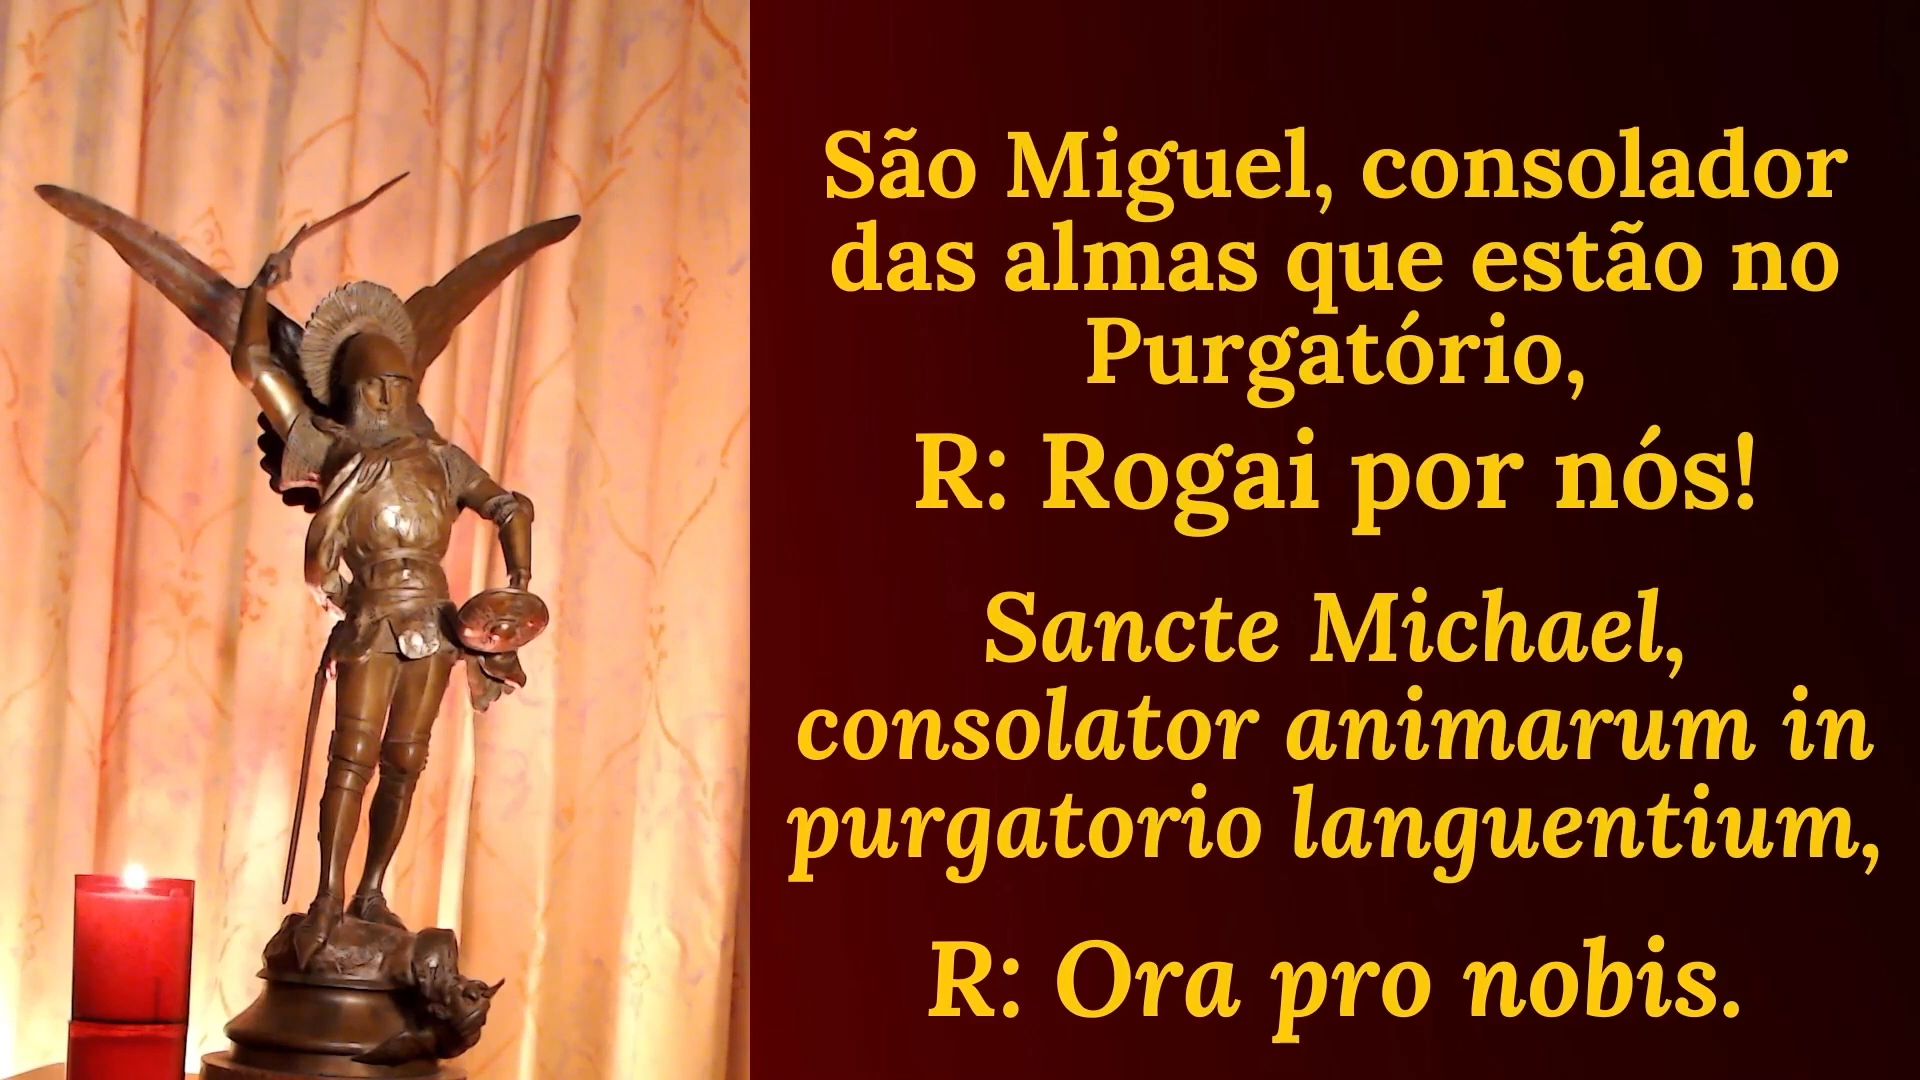 São Miguel, consolador
das almas que estão no
Purgatório,
R: Rogai por nós!
Sancte Michael,
consolator animarum in
purgatorio languentium,
R: Ora pro nobis.